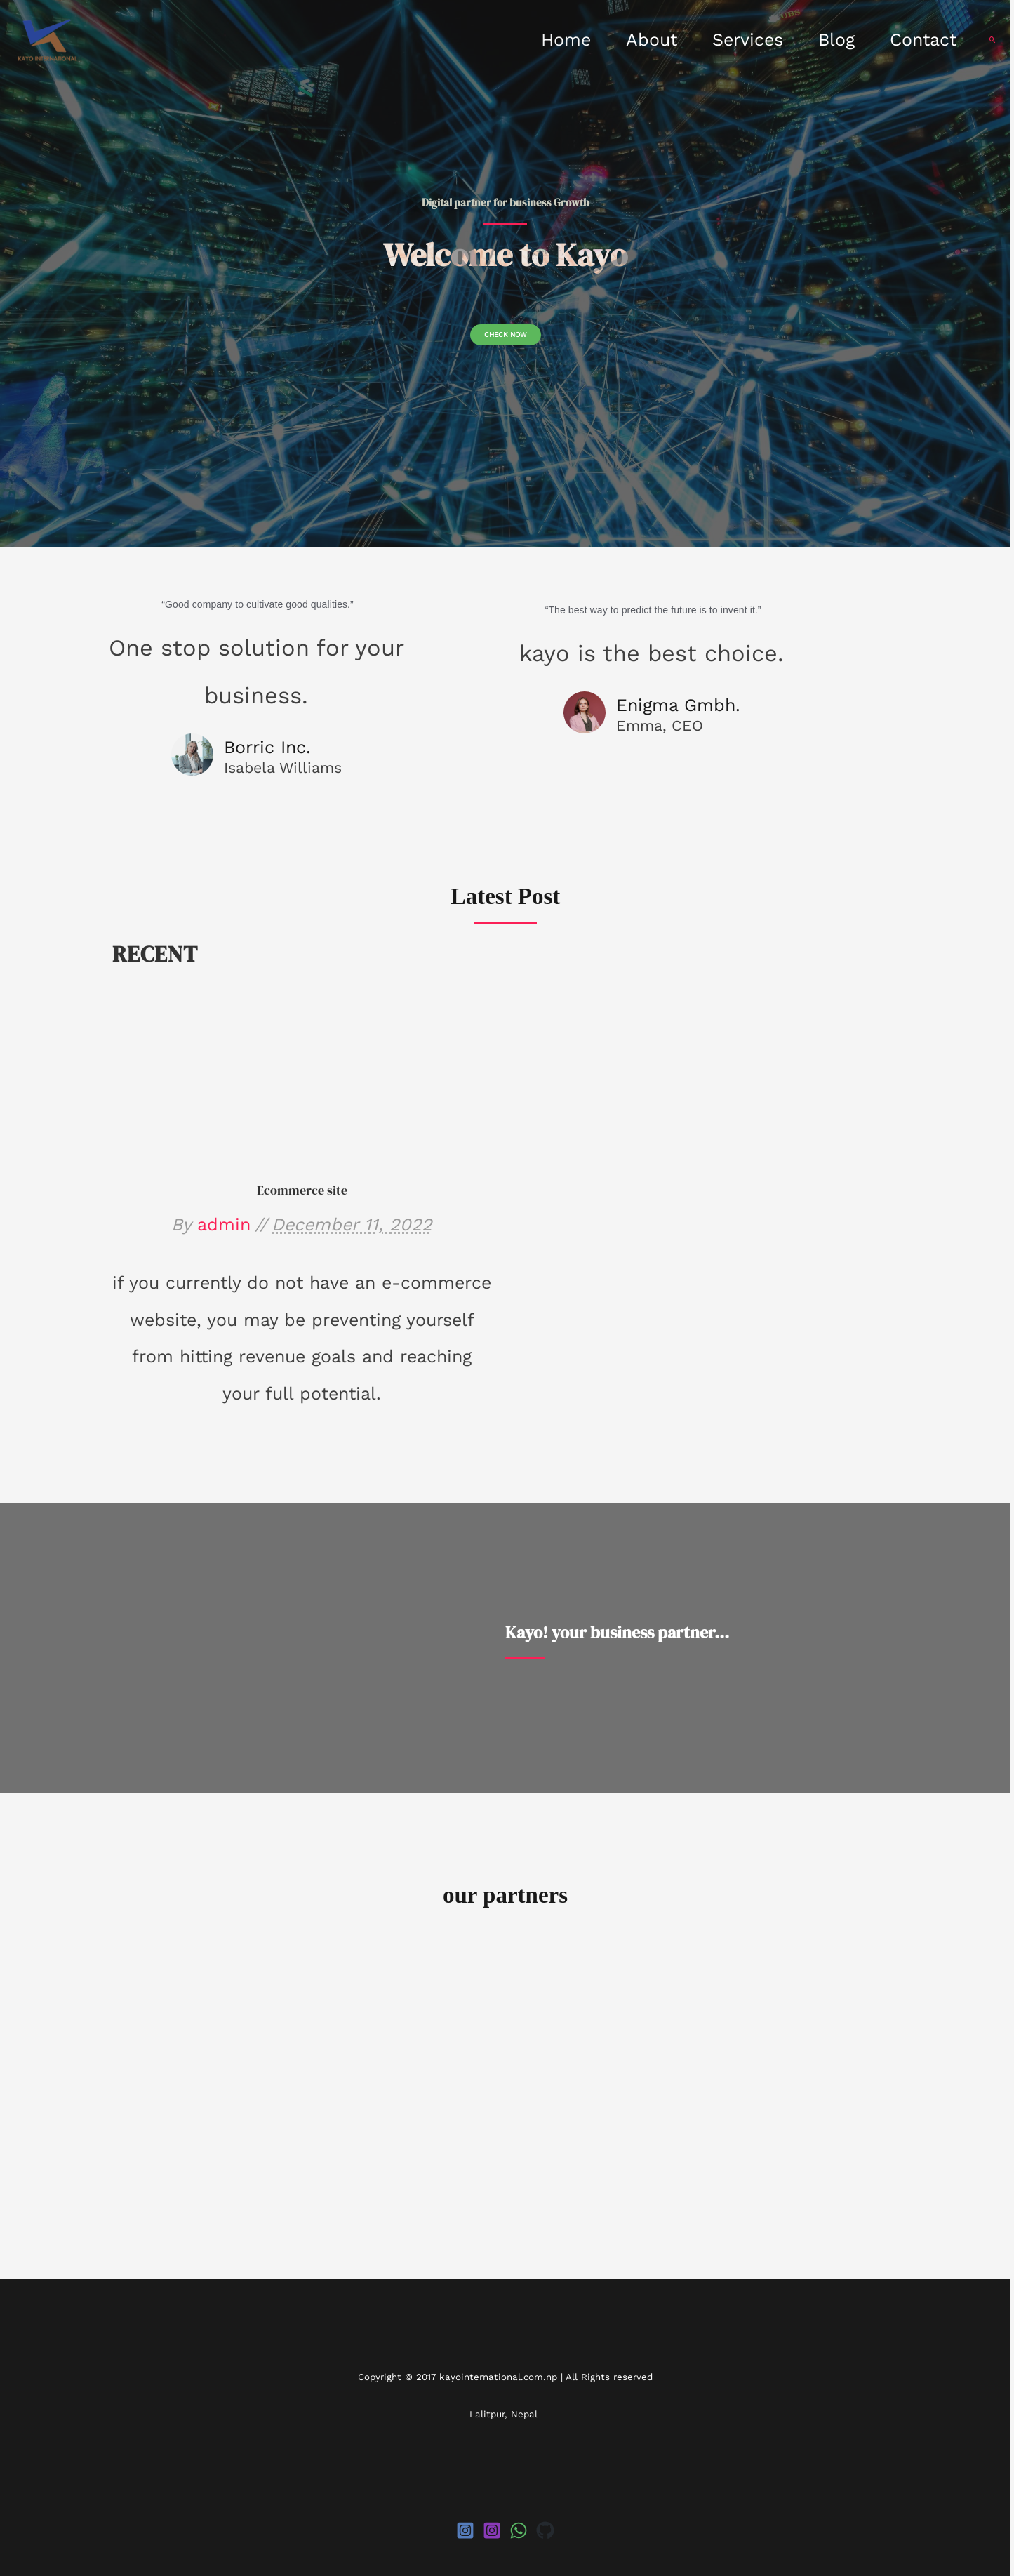 KAYO INTERNATIONAL
Home About Services Blog Contact
Digital partner for business Growth
Welcome to Kayo
CHECK NOW
“Good company to cultivate good qualities.”
One stop solution for your
business.
Borric Inc.
Isabela Williams
“The best way to predict the future is to invent it.”
kayo is the best choice.
Enigma Gmbh.
Emma, CEO
Latest Post
RECENT
Ecommerce site
By admin // December 11, 2022
if you currently do not have an e-commerce
website, you may be preventing yourself
from hitting revenue goals and reaching
your full potential.
Kayo! your business partner...
our partners
Copyright © 2017 kayointernational.com.np | All Rights reserved
Lalitpur, Nepal